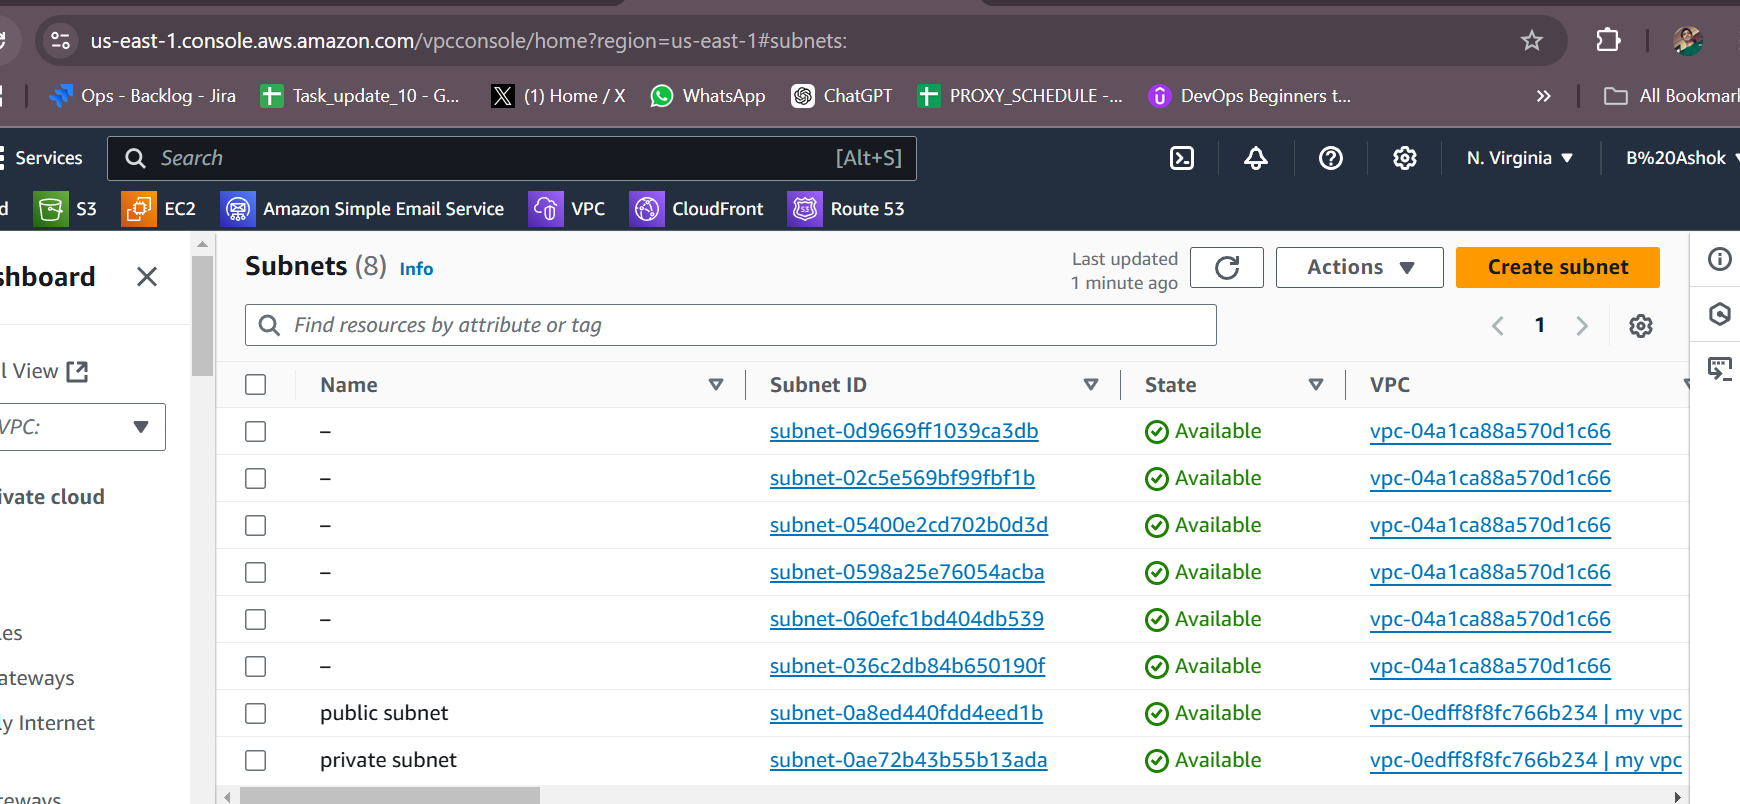 us-east-1.console.aws.amazon.com/vpcconsole/home?region=us-east-1#subnets:
Ops - Backlog - Jira
Task_update_10 - G...
(1) Home / X
WhatsApp
ChatGPT
PROXY_SCHEDULE -...
DevOps Beginners t...
»
All Bookmar
Services
Search
[Alt+S]
N. Virginia
B%20Ashok
d
S3
EC2
Amazon Simple Email Service
VPC
CloudFront
Route 53
shboard
l View
VPC:
ivate cloud
les
ateways
ly Internet
eways
Subnets (8) Info
Last updated
1 minute ago
Actions
Create subnet
Find resources by attribute or tag
1
Name Subnet ID State VPC
– subnet-0d9669ff1039ca3db Available vpc-04a1ca88a570d1c66
– subnet-02c5e569bf99fbf1b Available vpc-04a1ca88a570d1c66
– subnet-05400e2cd702b0d3d Available vpc-04a1ca88a570d1c66
– subnet-0598a25e76054acba Available vpc-04a1ca88a570d1c66
– subnet-060efc1bd404db539 Available vpc-04a1ca88a570d1c66
– subnet-036c2db84b650190f Available vpc-04a1ca88a570d1c66
public subnet subnet-0a8ed440fdd4eed1b Available vpc-0edff8f8fc766b234 | my vpc
private subnet subnet-0ae72b43b55b13ada Available vpc-0edff8f8fc766b234 | my vpc